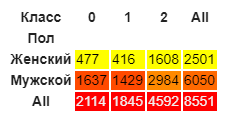 Класс 0 1 2 All
Пол
Женский 477 416 1608 2501
Мужской 1637 1429 2984 6050
All 2114 1845 4592 8551